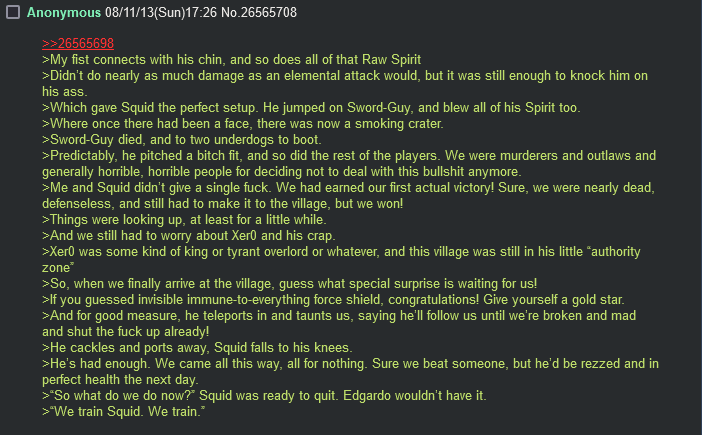 Anonymous 08/11/13(Sun)17:26 No.26565708
>>26565698
>My fist connects with his chin, and so does all of that Raw Spirit
>Didn't do nearly as much damage as an elemental attack would, but it was still enough to knock him on
his ass.
>Which gave Squid the perfect setup. He jumped on Sword-Guy, and blew all of his Spirit too.
>Where once there had been a face, there was now a smoking crater.
>Sword-Guy died, and to two underdogs to boot.
>Predictably, he pitched a bitch fit, and so did the rest of the players. We were murderers and outlaws and
generally horrible, horrible people for deciding not to deal with this bullshit anymore.
>Me and Squid didn't give a single fuck. We had earned our first actual victory! Sure, we were nearly dead,
defenseless, and still had to make it to the village, but we won!
>Things were looking up, at least for a little while.
>And we still had to worry about Xer0 and his crap.
>Xer0 was some kind of king or tyrant overlord or whatever, and this village was still in his little “authority
zone”
>So, when we finally arrive at the village, guess what special surprise is waiting for us!
>If you guessed invisible immune-to-everything force shield, congratulations! Give yourself a gold star.
>And for good measure, he teleports in and taunts us, saying he'll follow us until we're broken and mad
and shut the fuck up already!
>He cackles and ports away, Squid falls to his knees.
>He's had enough. We came all this way, all for nothing. Sure we beat someone, but he'd be rezzed and in
perfect health the next day.
>“So what do we do now?” Squid was ready to quit. Edgardo wouldn't have it.
>“We train Squid. We train.”